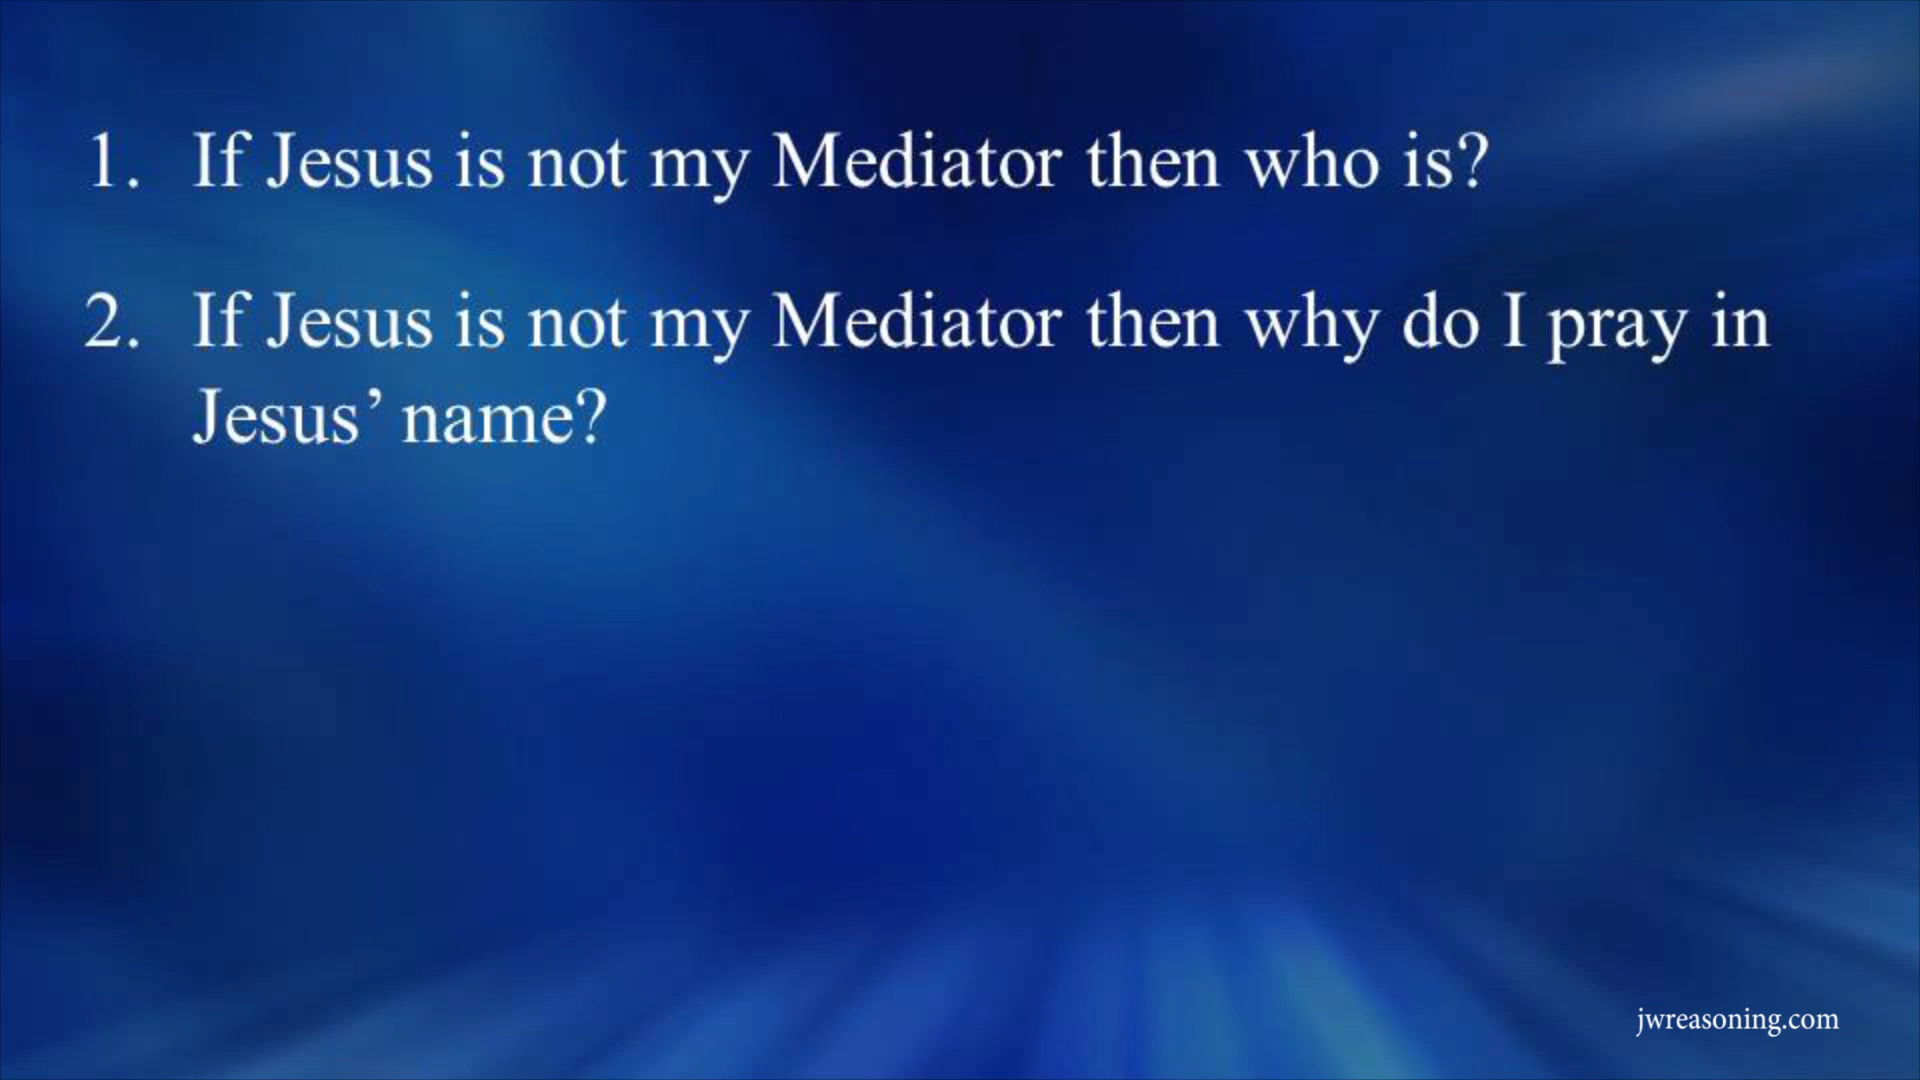 1. If Jesus is not my Mediator then who is?
2. If Jesus is not my Mediator then why do I pray in
Jesus’ name?
jwreasoning.com